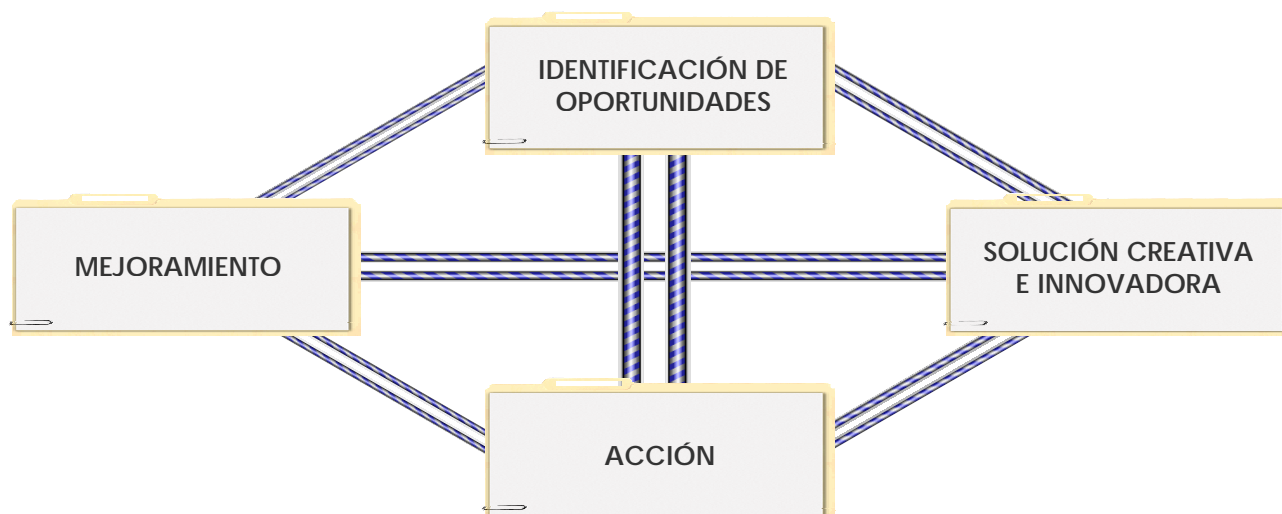 IDENTIFICACIÓN DE
OPORTUNIDADES
MEJORAMIENTO
SOLUCIÓN CREATIVA
E INNOVADORA
ACCIÓN